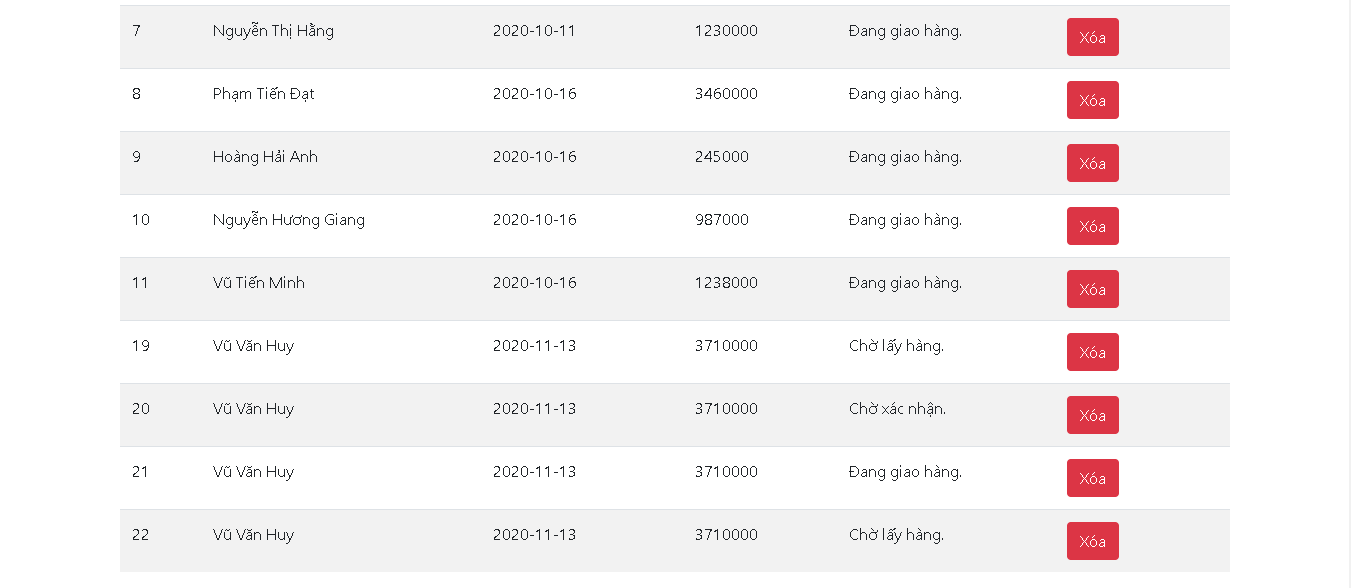 7 Nguyễn Thị Hằng 2020-10-11 1230000 Đang giao hàng. Xóa
8 Phạm Tiến Đạt 2020-10-16 3460000 Đang giao hàng. Xóa
9 Hoàng Hải Anh 2020-10-16 245000 Đang giao hàng. Xóa
10 Nguyễn Hương Giang 2020-10-16 987000 Đang giao hàng. Xóa
11 Vũ Tiến Minh 2020-10-16 1238000 Đang giao hàng. Xóa
19 Vũ Văn Huy 2020-11-13 3710000 Chờ lấy hàng. Xóa
20 Vũ Văn Huy 2020-11-13 3710000 Chờ xác nhận. Xóa
21 Vũ Văn Huy 2020-11-13 3710000 Đang giao hàng. Xóa
22 Vũ Văn Huy 2020-11-13 3710000 Chờ lấy hàng. Xóa